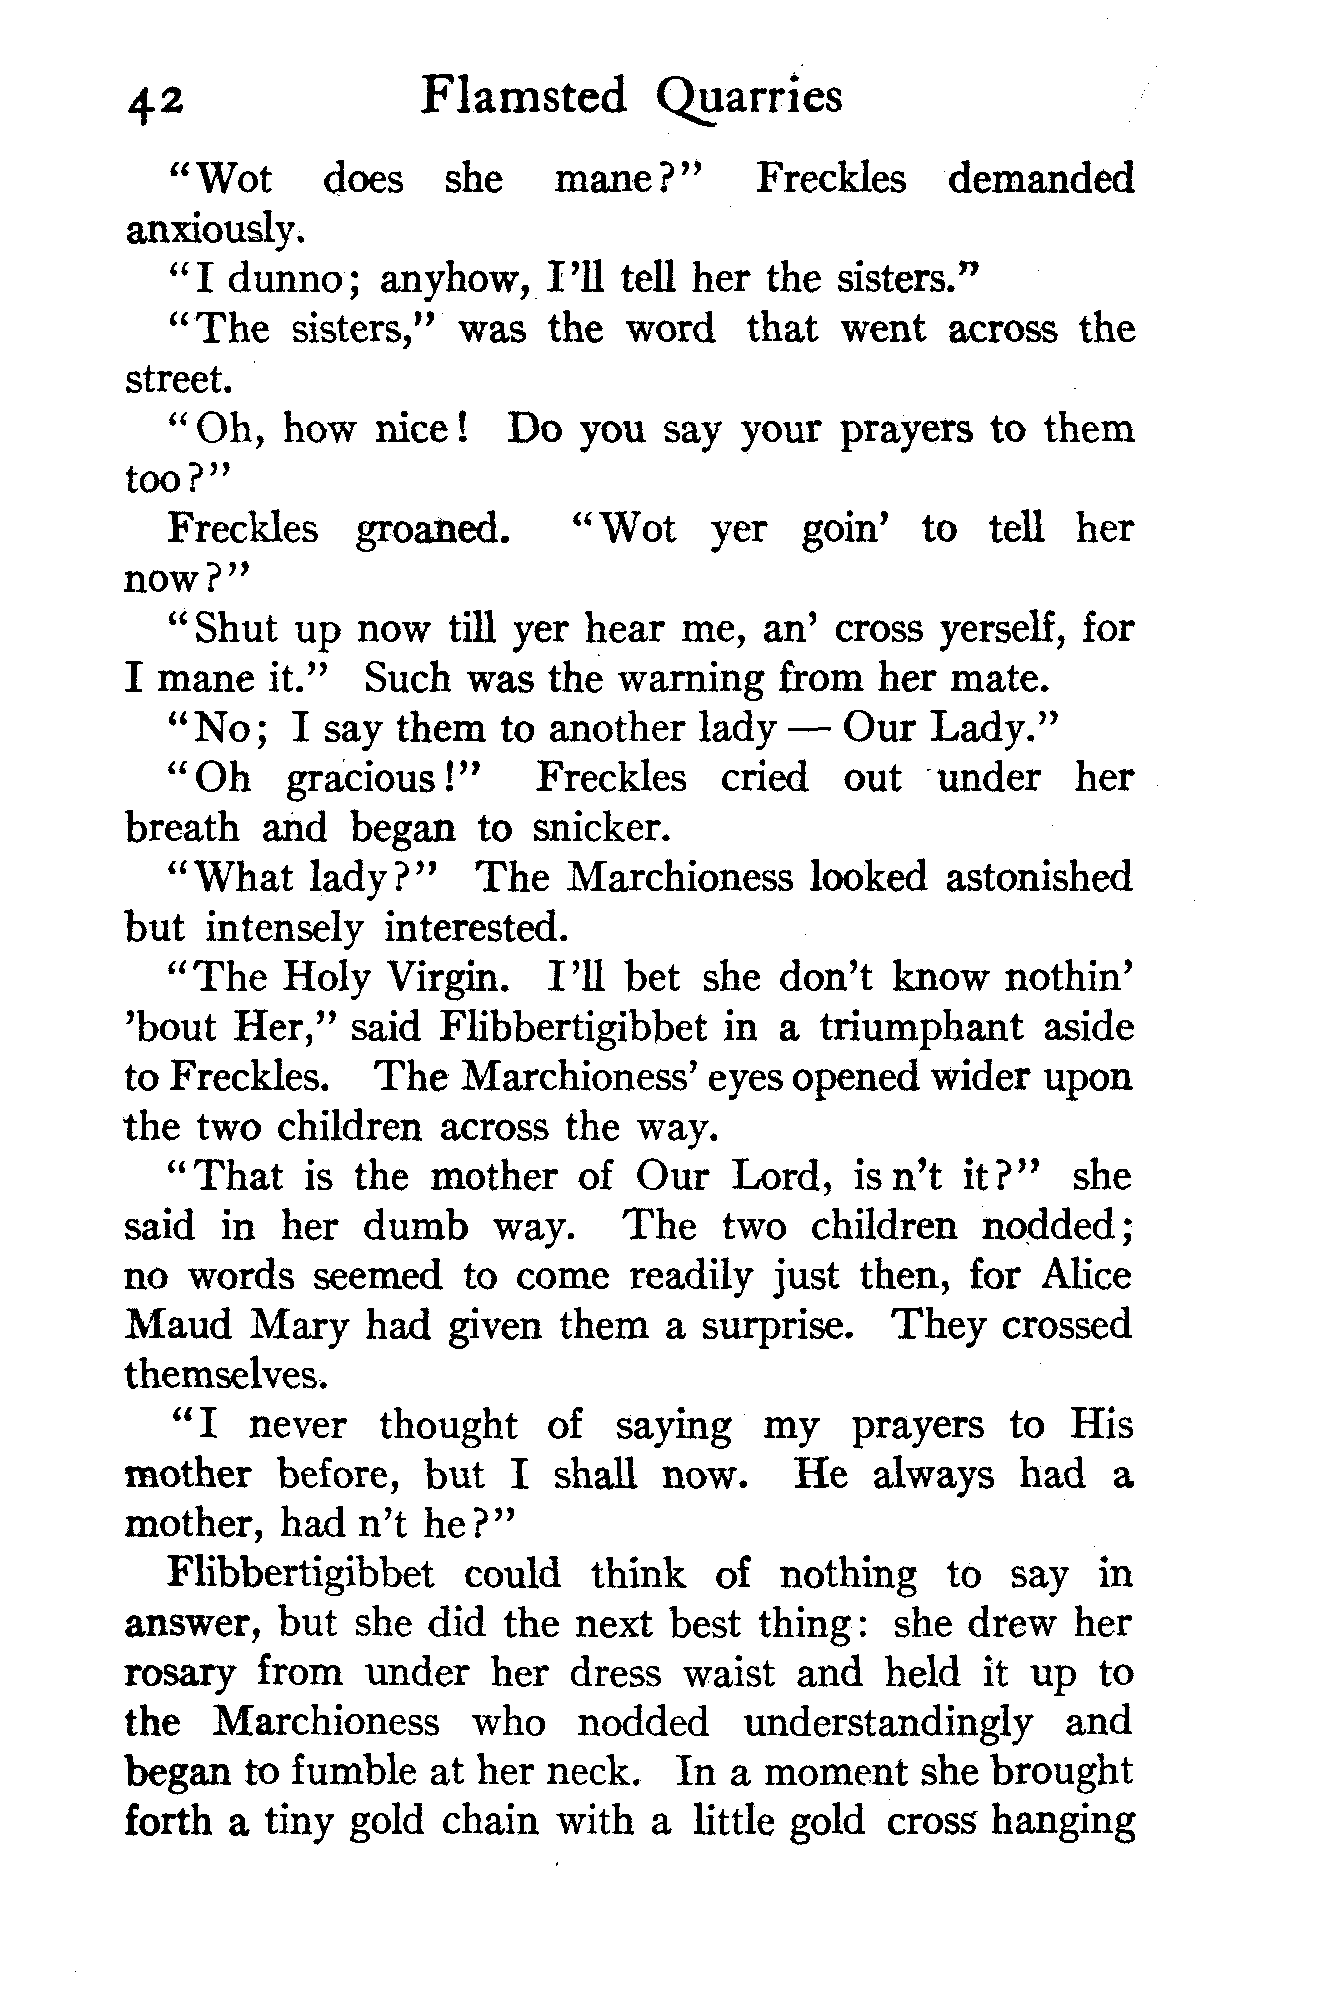 42 Flamsted Quarries
"Wot does she mane?" Freckles demanded
anxiously.
"I dunno; anyhow, I'll tell her the sisters."
"The sisters," was the word that went across the
street.
"Oh, how nice! Do you say your prayers to them
too?"
Freckles groaned. "Wot yer goin' to tell her
now?"
"Shut up now till yer hear me, an' cross yerself, for
I mane it." Such was the warning from her mate.
"No; I say them to another lady — Our Lady."
"Oh gracious!" Freckles cried out under her
breath and began to snicker.
"What lady?" The Marchioness looked astonished
but intensely interested.
"The Holy Virgin. I'll bet she don't know nothin'
'bout Her," said Flibbertigibbet in a triumphant aside
to Freckles. The Marchioness' eyes opened wider upon
the two children across the way.
"That is the mother of Our Lord, is n't it?" she
said in her dumb way. The two children nodded;
no words seemed to come readily just then, for Alice
Maud Mary had given them a surprise. They crossed
themselves.
"I never thought of saying my prayers to His
mother before, but I shall now. He always had a
mother, had n't he?"
Flibbertigibbet could think of nothing to say in
answer, but she did the next best thing: she drew her
rosary from under her dress waist and held it up to
the Marchioness who nodded understandingly and
began to fumble at her neck. In a moment she brought
forth a tiny gold chain with a little gold cross hanging